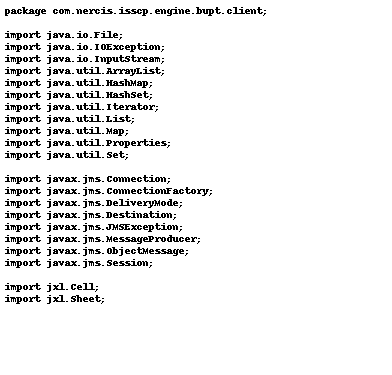 package com.nercis.isscp.engine.bupt.client;

import java.io.File;
import java.io.IOException;
import java.io.InputStream;
import java.util.ArrayList;
import java.util.HashMap;
import java.util.HashSet;
import java.util.Iterator;
import java.util.List;
import java.util.Map;
import java.util.Properties;
import java.util.Set;

import javax.jms.Connection;
import javax.jms.ConnectionFactory;
import javax.jms.DeliveryMode;
import javax.jms.Destination;
import javax.jms.JMSException;
import javax.jms.MessageProducer;
import javax.jms.ObjectMessage;
import javax.jms.Session;

import jxl.Cell;
import jxl.Sheet;